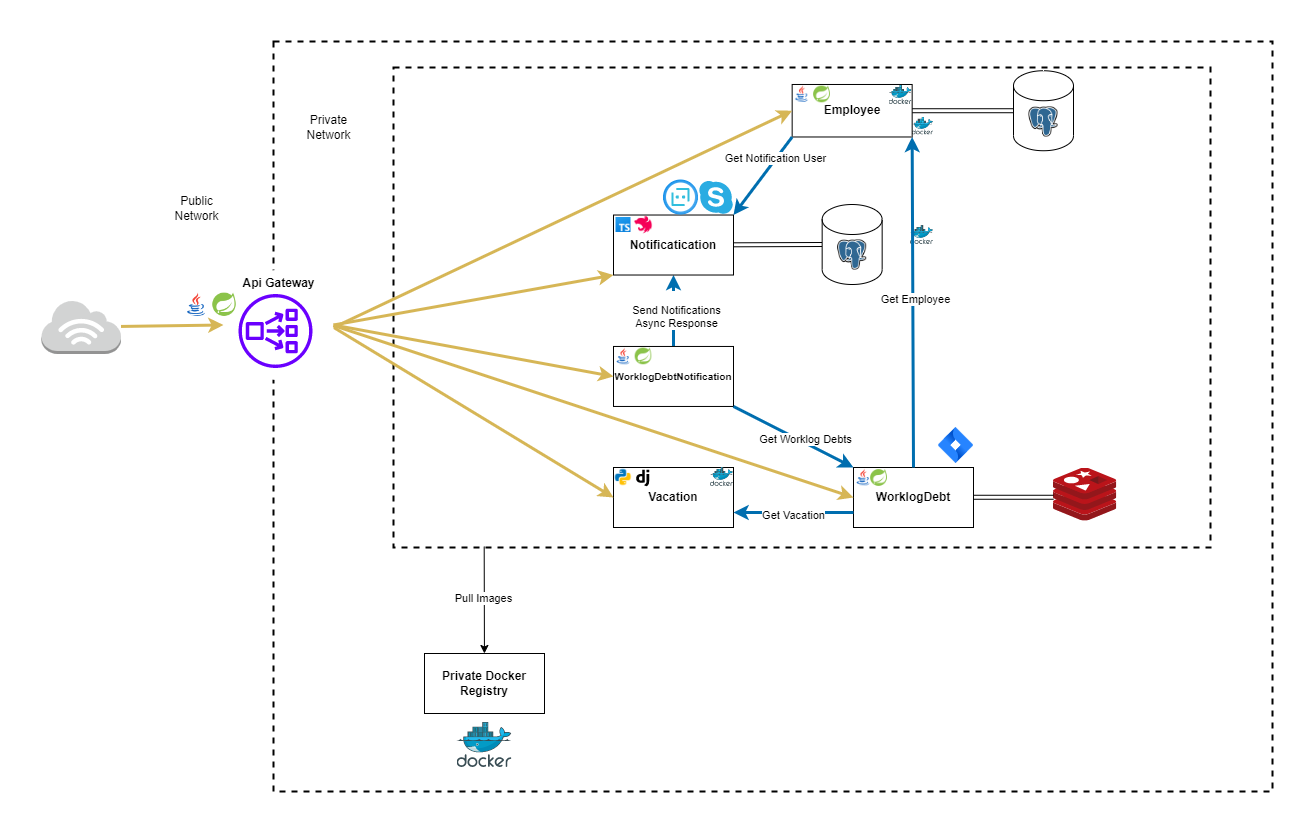 Private
Network
Public
Network
Api Gateway
docker
Employee
docker
Get Notification User
S
TS
Notificatication
docker
Get Employee
Send Notifications
Async Response
WorklogDebtNotification
Get Worklog Debts
dj
docker
Vacation
Get Vacation
WorklogDebt
Pull Images
Private Docker
Registry
docker